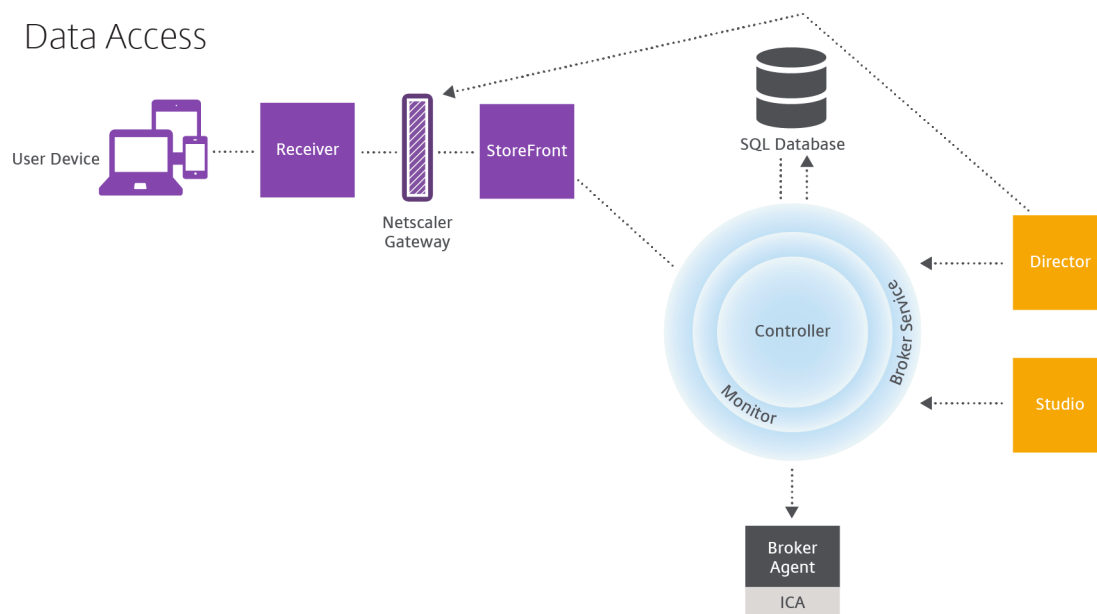 Data Access
User Device
Receiver
Netscaler
Gateway
StoreFront
SQL Database
Controller
Monitor
Broker Service
Director
Studio
Broker
Agent
ICA